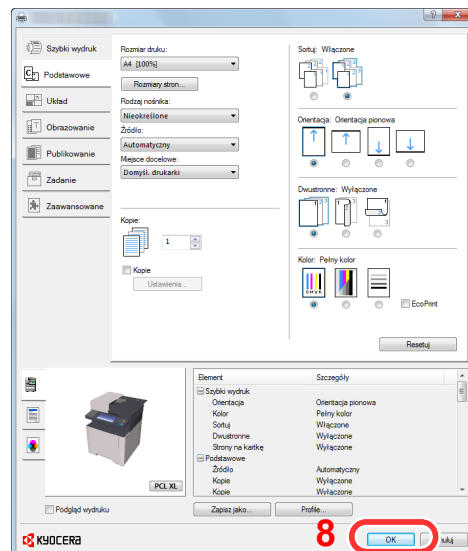 Szybki wydruk
Podstawowe
Układ
Obrazowanie
Publikowanie
Zadanie
Zaawansowane
Rozmiar druku:
A4 [100%]
Rozmiary stron...
Rodzaj nośnika:
Nieokreślone
Źródło:
Automatyczny
Miejsce docelowe:
Domyśl. drukarki
Kopie:
1
Kopie
Ustawienia...
Sortuj: Włączone
Orientacja: Orientacja pionowa
Dwustronne: Wyłączone
Kolor: Pełny kolor
CMYK
EcoPrint
Resetuj
PCL XL
Podgląd wydruku
Element Szczegóły
Szybki wydruk
Orientacja Orientacja pionowa
Kolor Pełny kolor
Sortuj Włączone
Dwustronne Wyłączone
Strony na kartkę Wyłączone
Podstawowe
Źródło Automatyczny
Kopie Wyłączone
Kopie Wyłączone
Zapisz jako... Profile...
KYOCERA
8
OK